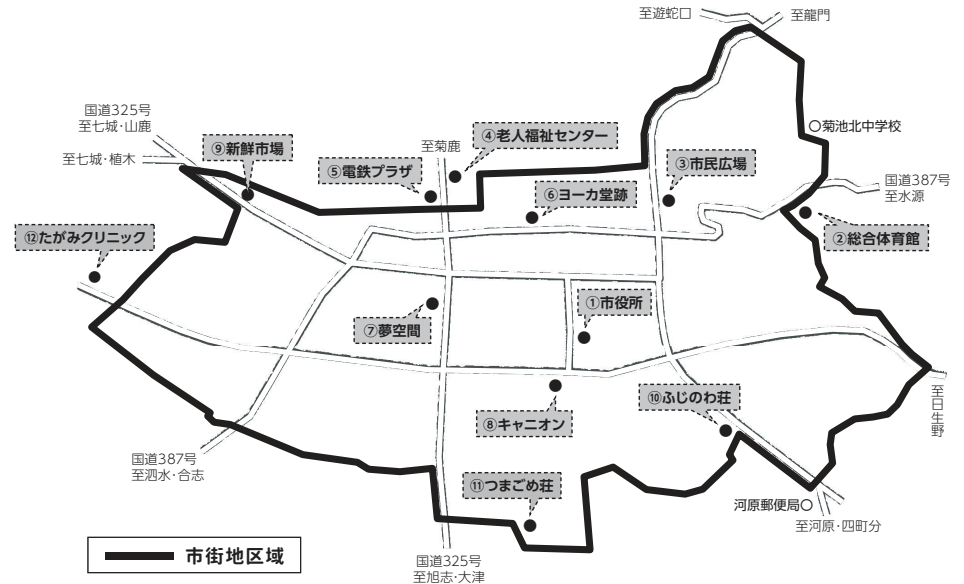 至遊蛇口
至龍門
国道325号
至七城・山鹿
至七城・植木
⑨新鮮市場
至菊鹿
④老人福祉センター
⑤電鉄プラザ
⑥ヨーカ堂跡
③市民広場
菊池北中学校
国道387号
至水源
②総合体育館
⑫たがみクリニック
①市役所
⑦夢空間
⑧キャニオン
⑩ふじのわ荘
至日生野
国道387号
至泗水・合志
⑪つまごめ荘
河原郵便局
至河原・四町分
国道325号
至旭志・大津
市街地区域